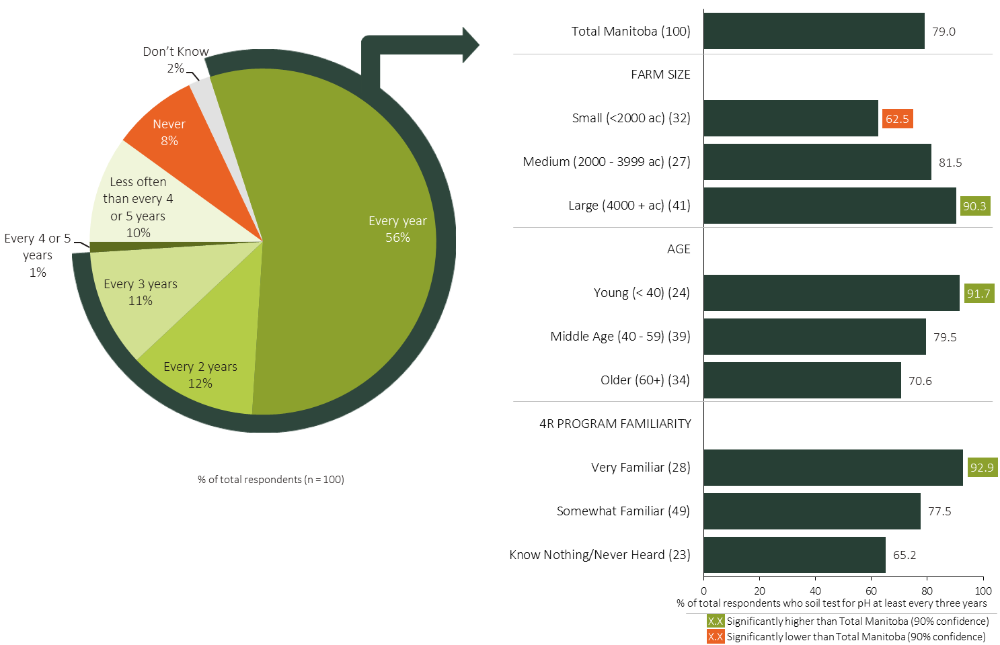 Don't Know
2%
Never
8%
Less often
than every 4
or 5 years
10%
Every year
56%
Every 4 or 5
years
1%
Every 3 years
11%
Every 2 years
12%
% of total respondents (n = 100)
Total Manitoba (100)
79.0
FARM SIZE
Small (<2000 ac) (32)
62.5
Medium (2000 - 3999 ac) (27)
81.5
Large (4000 + ac) (41)
90.3
AGE
Young (< 40) (24)
91.7
Middle Age (40 - 59) (39)
79.5
Older (60+) (34)
70.6
4R PROGRAM FAMILIARITY
Very Familiar (28)
92.9
Somewhat Familiar (49)
77.5
Know Nothing/Never Heard (23)
65.2
0 20 40 60 80 100
% of total respondents who soil test for pH at least every three years
X.X Significantly higher than Total Manitoba (90% confidence)
X.X Significantly lower than Total Manitoba (90% confidence)